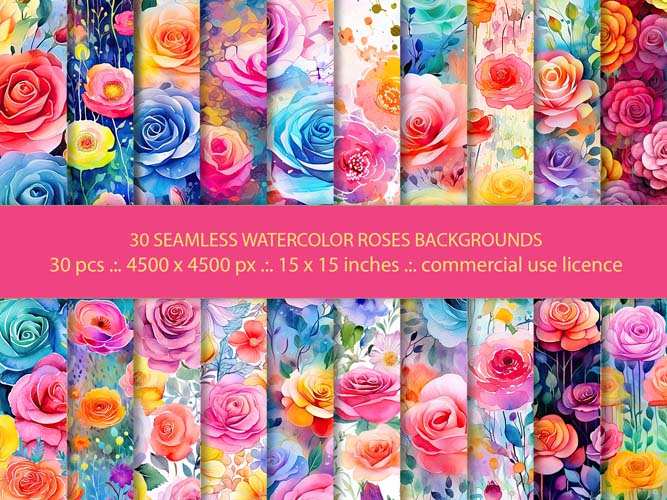 30 SEAMLESS WATERCOLOR ROSES BACKGROUNDS
30 pcs .:. 4500 x 4500 px .:. 15 x 15 inches .:. commercial use licence